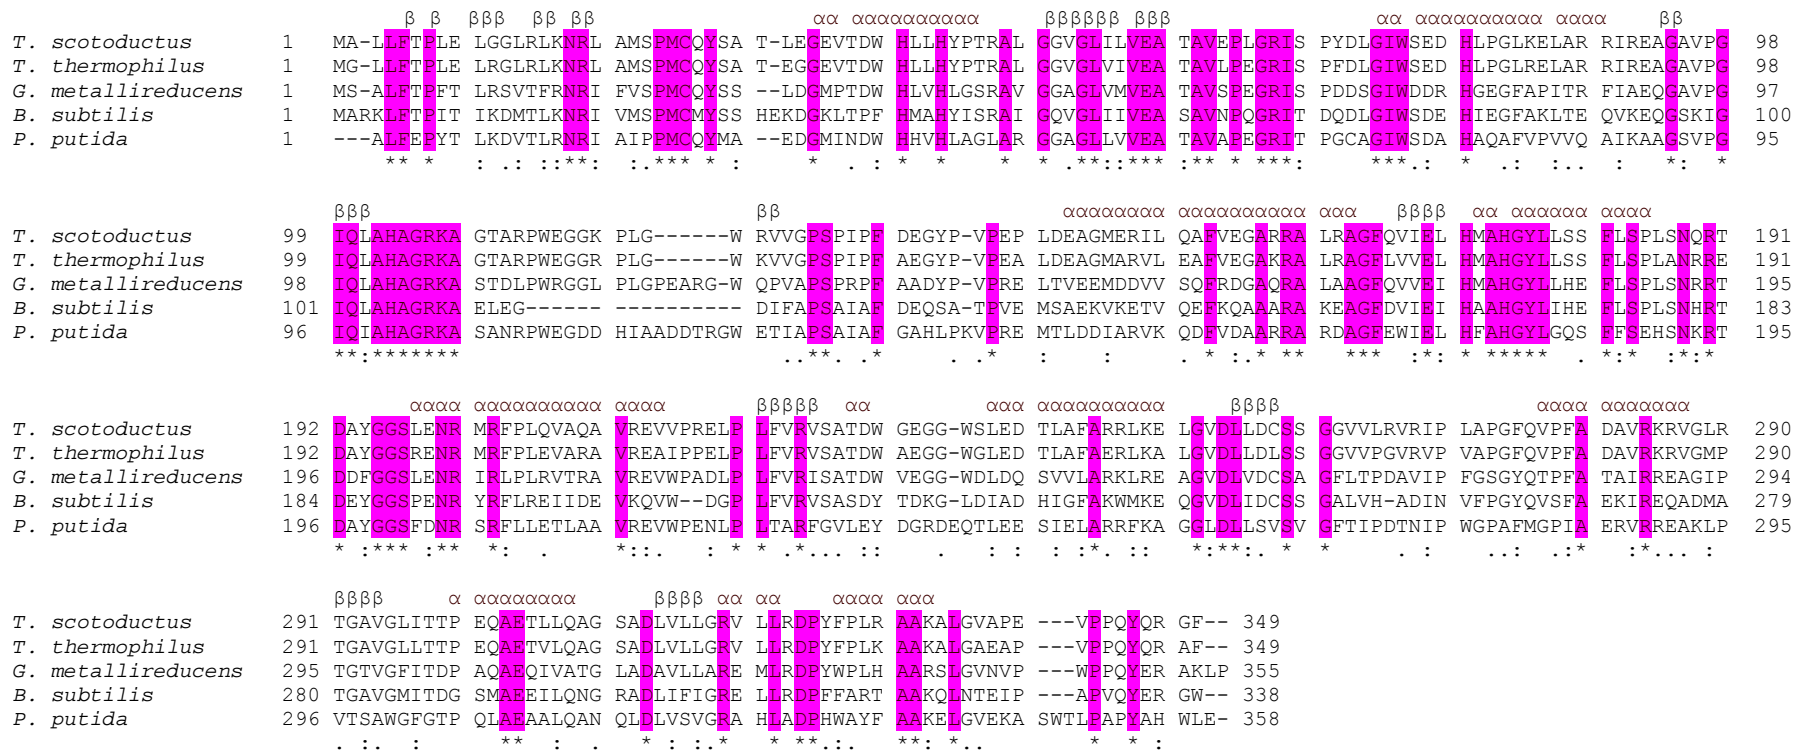 β β βββ ββ ββ αα αααααααααα ββββββ βββ αα αααααααααα αααα ββ
T. scotoductus 1 MA-LLFTPLE LGGLRLKNRL AMSPMCQYSA T-LEGEVTDW HLLHYPTRAL GGVGLILVEA TAVEPLGRIS PYDLGIWSED HLPGLKELAR RIREAGAVPG 98
T. thermophilus 1 MG-LLFTPLE LRGLRLKNRL AMSPMCQYSA T-EGGEVTDW HLLHYPTRAL GGVGLVIVEA TAVLPEGRIS PFDLGIWSED HLPGLRELAR RIREAGAVPG 98
G. metallireducens 1 MS-ALFTPFT LRSVTFRNRI FVSPMCQYSS --LDGMPTDW HLVHLGSRAV GGAGLVMVEA TAVSPEGRIS PDDSGIWDDR HGEGFAPITR FIAEQGAVPG 97
B. subtilis 1 MARKLFTPIT IKDMTLKNRI VMSPMCMYSS HEKDGKLTPF HMAHYISRAI GQVGLIIVEA SAVNPQGRIT DQDLGIWSDE HIEGFAKLTE QVKEQGSKIG 100
P. putida 1 ---ALFEPYT LKDVTLRNRI AIPPMCQYMA --EDGMINDW HHVHLAGLAR GGAGLLVVEA TAVAPEGRIT PGCAGIWSDA HAQAFVPVVQ AIKAAGSVPG 95
** * : .: ::**: :. *** * : * . : * * * * .**::*** :** * ***: ***.: * .: :.. : *: *
βββ ββ αααααααα αααααααααα ααα ββββ αα αααααα αααα
T. scotoductus 99 IQLAHAGRKA GTARPWEGGK PLG------W RVVGPSPIPF DEGYP-VPEP LDEAGMERIL QAFVEGARRA LRAGFQVIEL HMAHGYLLSS FLSPLSNQRT 191
T. thermophilus 99 IQLAHAGRKA GTARPWEGGR PLG------W KVVGPSPIPF AEGYP-VPEA LDEAGMARVL EAFVEGAKRA LRAGFLVVEL HMAHGYLLSS FLSPLANRRE 191
G. metallireducens 98 IQLAHAGRKA STDLPWRGGL PLGPEARG-W QPVAPSPRPF AADYP-VPRE LTVEEMDDVV SQFRDGAQRA LAAGFQVVEI HMAHGYLLHE FLSPLSNRRT 195
B. subtilis 101 IQLAHAGRKA ELEG------ ---------- DIFAPSAIAF DEQSA-TPVE MSAEKVKETV QEFKQAAARA KEAGFDVIEI HAAHGYLIHE FLSPLSNHRT 183
P. putida 96 IQIAHAGRKA SANRPWEGDD HIAADDTRGW ETIAPSAIAF GAHLPKVPRE MTLDDIARVK QDFVDAARRA RDAGFEWIEL HFAHGYLGQS FFSEHSNKRT 195
**:******* ..**. .* . .* : : . * :.* ** *** :*: * ***** . *:* :*:*
αααα αααααααααα αααα βββββ αα ααα αααααααααα ββββ αααα ααααααα
T. scotoductus 192 DAYGGSLENR MRFPLQVAQA VREVVPRELP LFVRVSATDW GEGG-WSLED TLAFARRLKE LGVDLLDCSS GGVVLRVRIP LAPGFQVPFA DAVRKRVGLR 290
T. thermophilus 192 DAYGGSRENR MRFPLEVARA VREAIPPELP LFVRVSATDW AEGG-WGLED TLAFAERLKA LGVDLLDLSS GGVVPGVRVP VAPGFQVPFA DAVRKRVGMP 290
G. metallireducens 196 DDFGGSLENR IRLPLRVTRA VREVWPADLP LFVRISATDW VEGG-WDLDQ SVVLARKLRE AGVDLVDCSA GFLTPDAVIP FGSGYQTPFA TAIRREAGIP 294
B. subtilis 184 DEYGGSPENR YRFLREIIDE VKQVW--DGP LFVRVSASDY TDKG-LDIAD HIGFAKWMKE QGVDLIDCSS GALVH-ADINV VFPGYQVSFA EKIREQADMA 279
P. putida 196 DAYGGSFDNR SRFLLETLAA VREVWPENLP LTARFGVLEY DGRDEQTLEE SIELARRFKA GGLDLLSVSV GFTIPDTNIP WGPAFMGPIA ERVRREAKLP 295
* :*** :** *: . *::. : * * .*... :: . : : :*. :: *:**:. * * . : ..: .:* :*... :
ββββ α αααααααα ββββ αα αα αααα ααα
T. scotoductus 291 TGAVGLITTP EQAETLLQAG SADLVLLGRV LLRDPYFPLR AAKALGVAPE ---VPPQYQR GF-- 349
T. thermophilus 291 TGAVGLLTTP EQAETVLQAG SADLVLLGRV LLRDPYFPLK AAKALGAEAP ---VPPQYQR AF-- 349
G. metallireducens 295 TGTVGFITDP AQAEQIVATG LADAVLLARE MLRDPYWPLH AARSLGVNVP ---WPPQYER AKLP 355
B. subtilis 280 TGAVGMITDG SMAEEILQNG RADLIFIGRE LLRDPFFART AAKQLNTEIP ---APVQYER GW-- 338
P. putida 296 VTSAWGFGTP QLAEAALQAN QLDLVSVGRA HLADPHWAYF AAKELGVEKA SWTLPAPYAH WLE- 358
. :. : ** : . * : :.* * **.:. **: *.. * * :